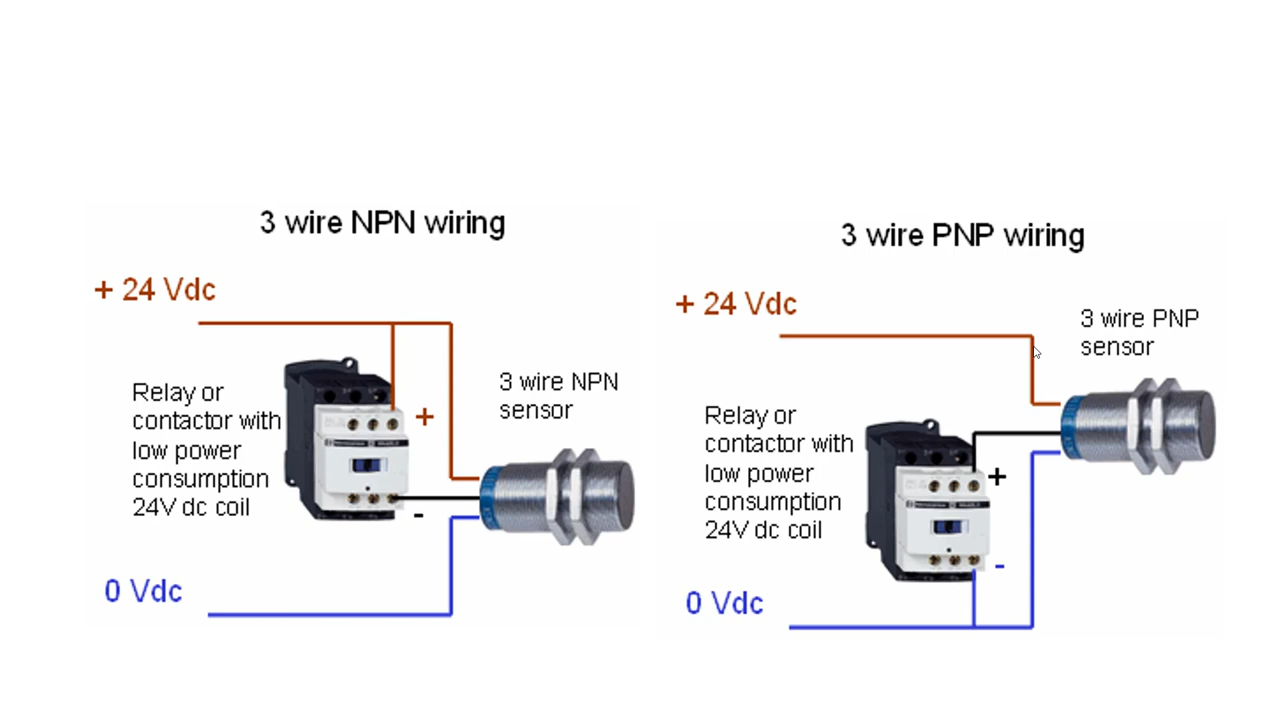 3 wire NPN wiring
+ 24 Vdc
Relay or
contactor with
low power
consumption
24V dc coil
+
-
3 wire NPN
sensor
0 Vdc
3 wire PNP wiring
+ 24 Vdc
3 wire PNP
sensor
Relay or
contactor with
low power
consumption
24V dc coil
+
-
0 Vdc